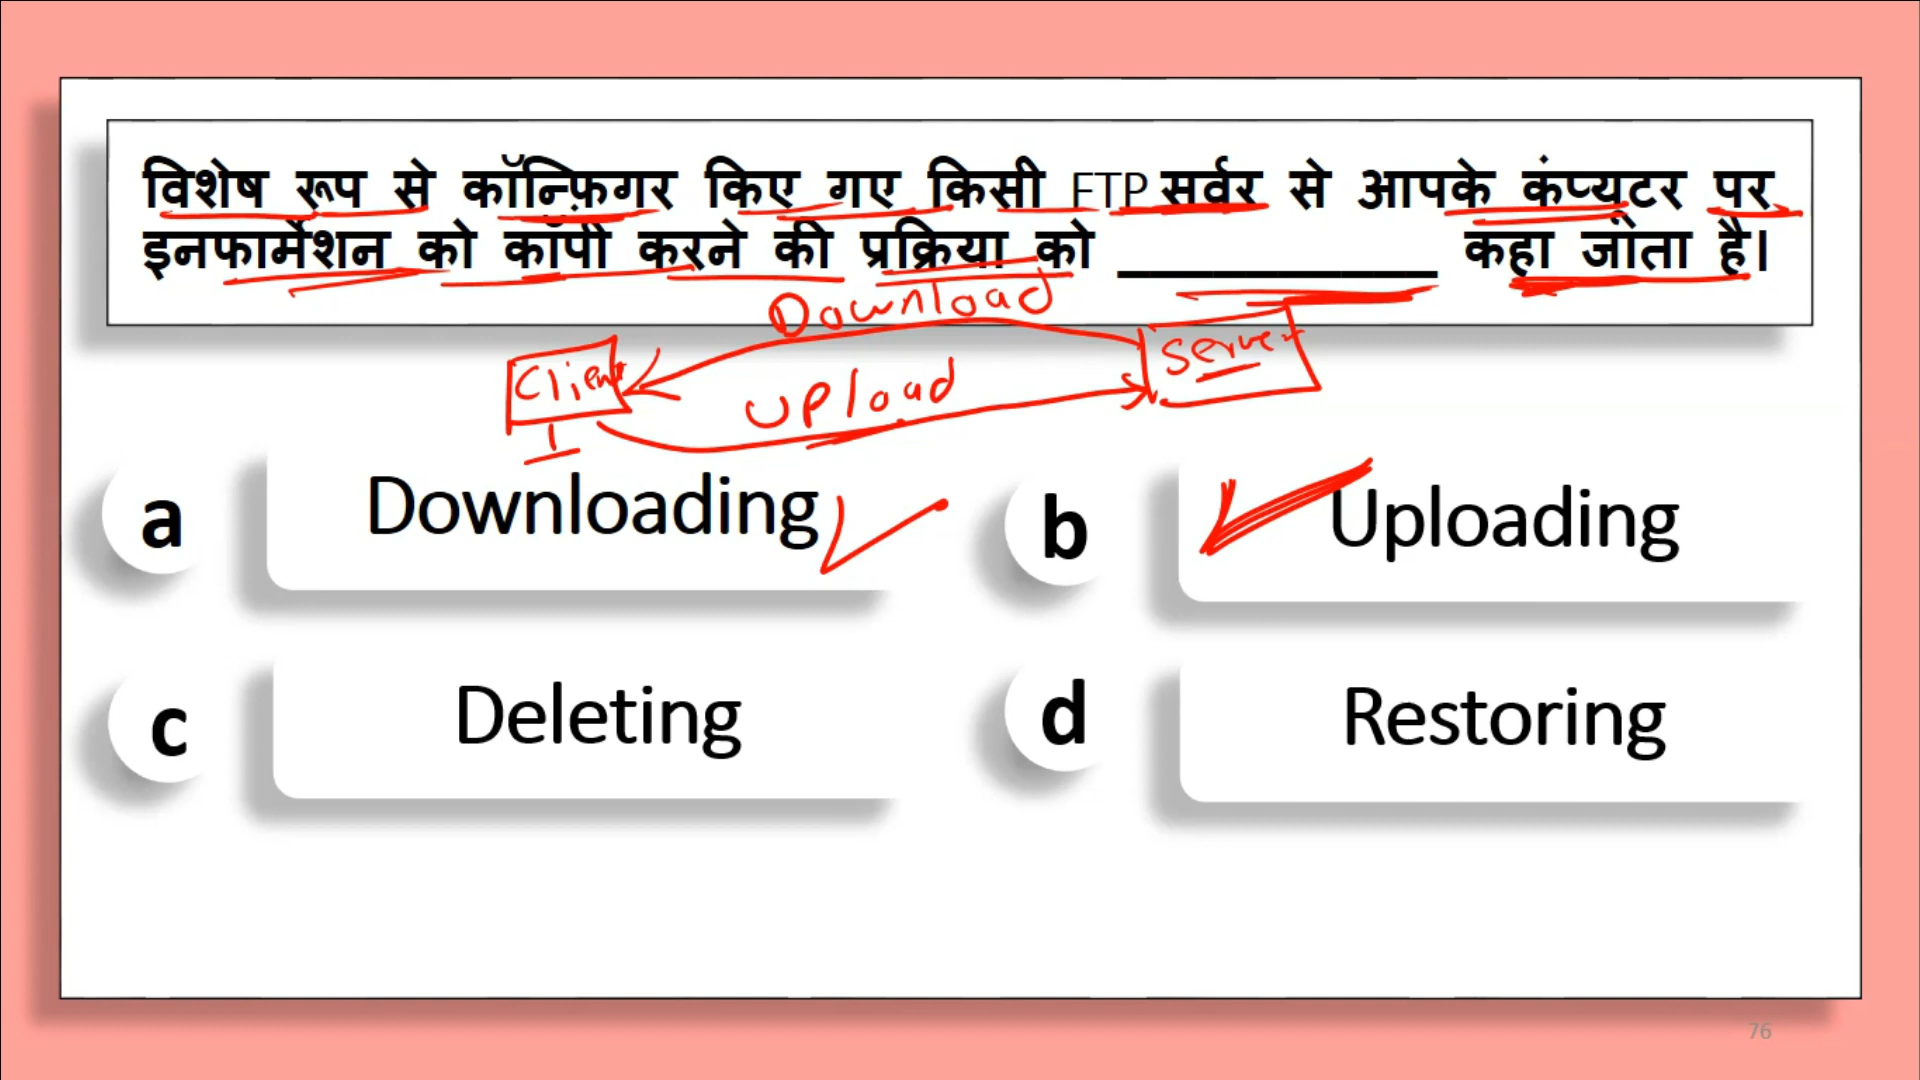 विशेष रूप से कॉन्फ़िगर किए गए किसी FTP सर्वर से आपके कंप्यूटर पर
इनफार्मेशन को कॉपी करने की प्रक्रिया को __________ कहा जाता है।
Download
Client
Server
Upload
a Downloading
b Uploading
c Deleting
d Restoring
76